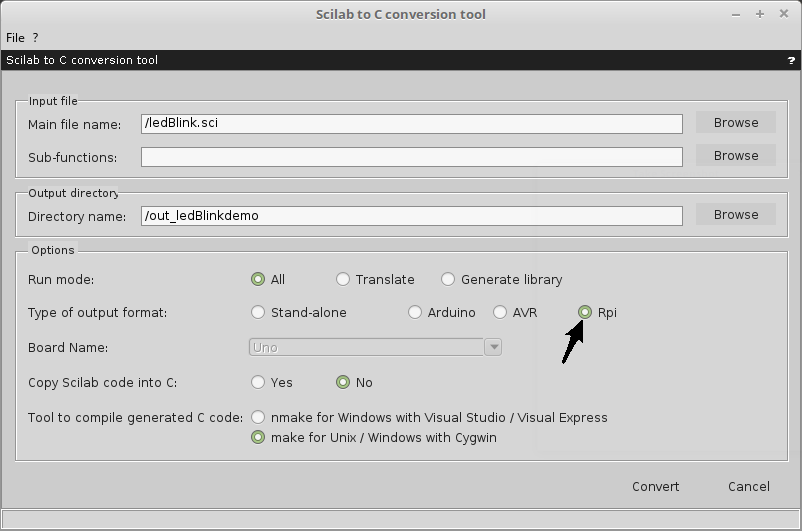 Scilab to C conversion tool
File ?
Scilab to C conversion tool ?
Input file
Main file name: /ledBlink.sci Browse
Sub-functions: Browse
Output directory
Directory name: /out_ledBlinkdemo Browse
Options
Run mode: All Translate Generate library
Type of output format: Stand-alone Arduino AVR Rpi
Board Name: Uno
Copy Scilab code into C: Yes No
Tool to compile generated C code: nmake for Windows with Visual Studio / Visual Express
make for Unix / Windows with Cygwin
Convert Cancel